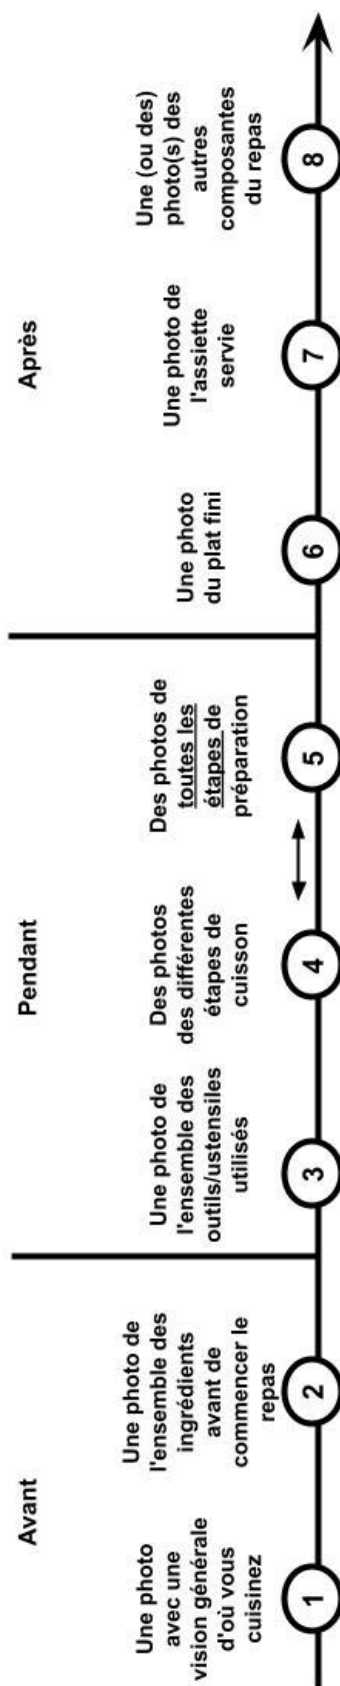 Avant
Une photo
avec une
vision générale
d'où vous
cuisinez
1
Une photo de
l'ensemble des
ingrédients
avant de
commencer le
repas
2
Pendant
Une photo de
l'ensemble des
outils/ustensiles
utilisés
3
Des photos
des différentes
étapes de
cuisson
4
Des photos de
toutes les
étapes de
préparation
5
Après
Une photo
du plat fini
6
Une photo de
l'assiette
servie
7
Une (ou des)
photo(s) des
autres
composantes
du repas
8